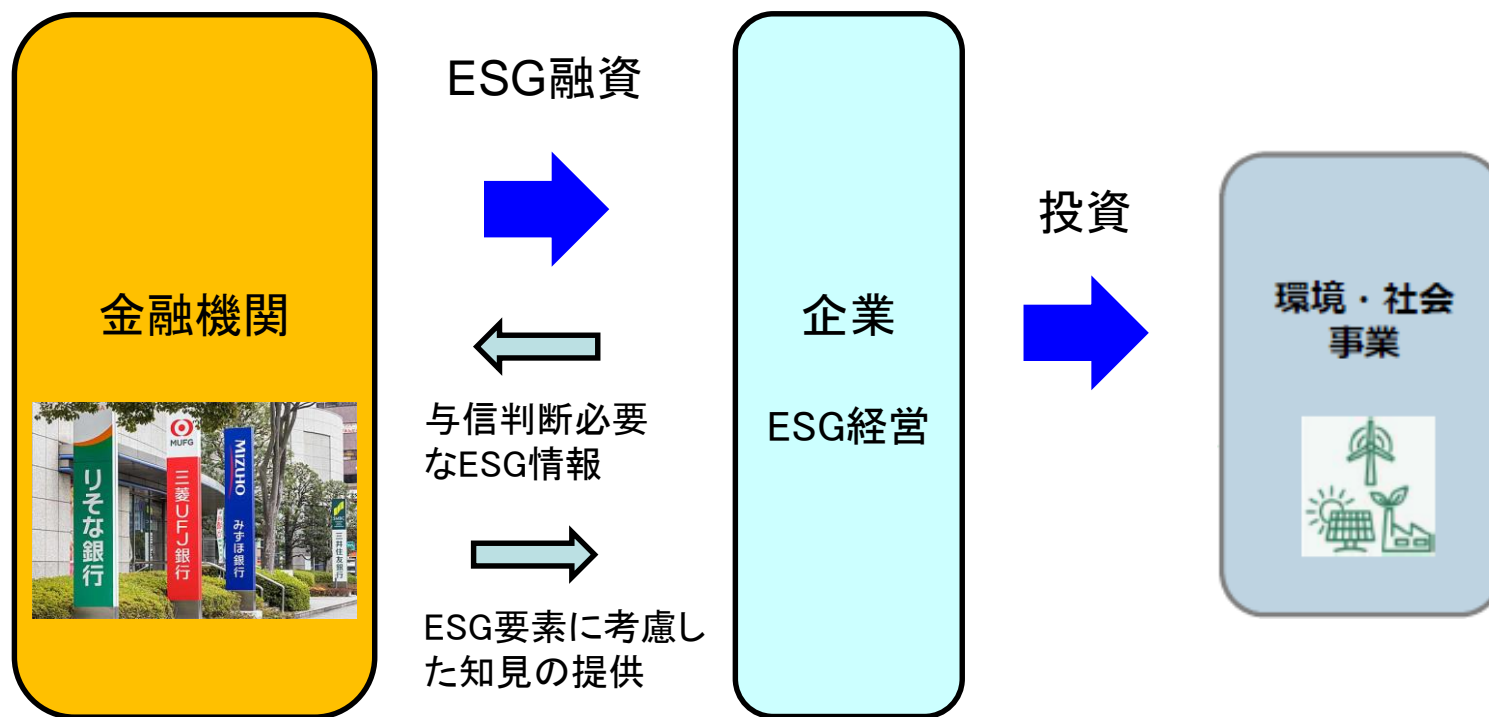 ESG融資
投資
金融機関
企業
ESG経営
環境・社会
事業
与信判断必要
なESG情報
ESG要素に考慮し
た知見の提供
りそな銀行
MUFG
三菱UFJ銀行
MIZUHO
みずほ銀行
三井住友銀行